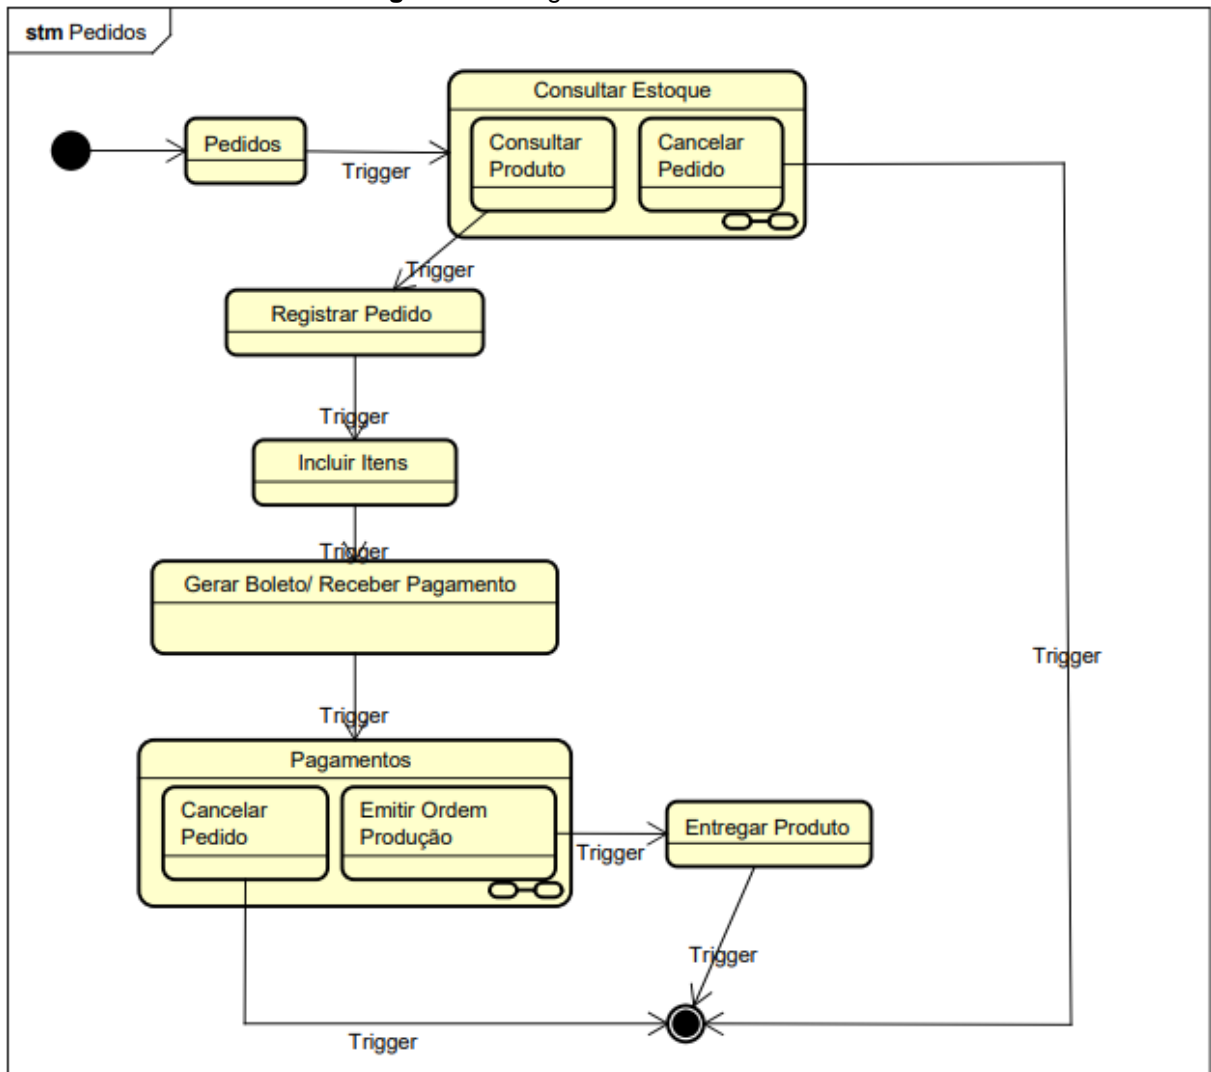 stm Pedidos
Consultar Estoque
Pedidos
Trigger
Consultar
Produto
Cancelar
Pedido
Trigger
Registrar Pedido
Trigger
Incluir Itens
Trigger
Gerar Boleto/ Receber Pagamento
Trigger
Trigger
Pagamentos
Cancelar
Pedido
Emitir Ordem
Produção
Trigger
Entregar Produto
Trigger
Trigger